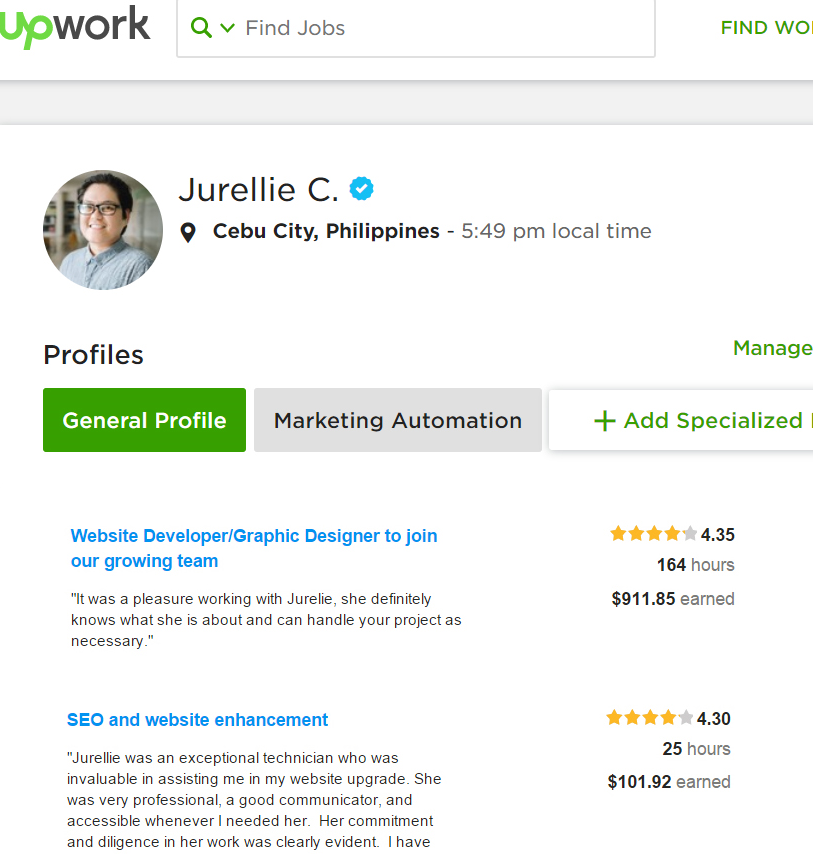 upwork
Find Jobs
FIND WO
Jurellie C.
Cebu City, Philippines - 5:49 pm local time
Profiles
Manage
General Profile
Marketing Automation
+ Add Specialized
Website Developer/Graphic Designer to join
our growing team
4.35
164 hours
$911.85 earned
"It was a pleasure working with Jurelie, she definitely
knows what she is about and can handle your project as
necessary."
SEO and website enhancement
4.30
25 hours
$101.92 earned
"Jurellie was an exceptional technician who was
invaluable in assisting me in my website upgrade. She
was very professional, a good communicator, and
accessible whenever I needed her.  Her commitment
and diligence in her work was clearly evident.  I have